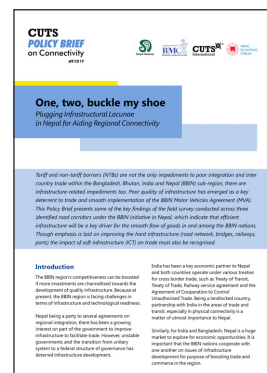 CUTS
POLICY BRIEF
on Connectivity
#9/2019
BMC
CUTS
International
NEPAL
ECONOMIC
FORUM
One, two, buckle my shoe
Plugging Infrastructural Lacunae
in Nepal for Aiding Regional Connectivity
Tariff and non-tariff barriers (NTBs) are not the only impediments to poor integration and inter
country trade within the Bangladesh, Bhutan, India and Nepal (BBIN) sub-region, there are
infrastructure-related impediments too. Poor quality of infrastructure has emerged as a key
deterrent to trade and smooth implementation of the BBIN Motor Vehicles Agreement (MVA).
This Policy Brief presents some of the key findings of the field survey conducted across three
identified road corridors under the BBIN initiative in Nepal, which indicate that efficient
infrastructure will be a key driver for the smooth flow of goods in and among the BBIN nations.
Though emphasis is laid on improving the hard infrastructure (road network, bridges, railways,
ports) the impact of soft infrastructure (ICT) on trade must also be recognised.
Introduction
The BBIN region's competitiveness can be boosted
if more investments are channelised towards the
development of quality infrastructure. Because at
present, the BBIN region is facing challenges in
terms of infrastructure and technological readiness.
Nepal being a party to several agreements on
regional integration, there has been a growing
interest on part of the government to improve
infrastructure to facilitate trade. However, unstable
governments and the transition from unitary
system to a federal structure of governance has
deterred infrastructure development.
India has been a key economic partner to Nepal
and both countries operate under various treaties
for cross border trade, such as Treaty of Transit,
Treaty of Trade, Railway service agreement and the
Agreement of Cooperation to Control
Unauthorised Trade. Being a landlocked country,
partnership with India in the areas of trade and
transit, especially in physical connectivity is a
matter of utmost importance to Nepal.
Similarly, for India and Bangladesh, Nepal is a huge
market to explore for economic opportunities. It is
important that the BBIN nations cooperate with
one another on issues of infrastructure
development for purpose of boosting trade and
commerce in the region.